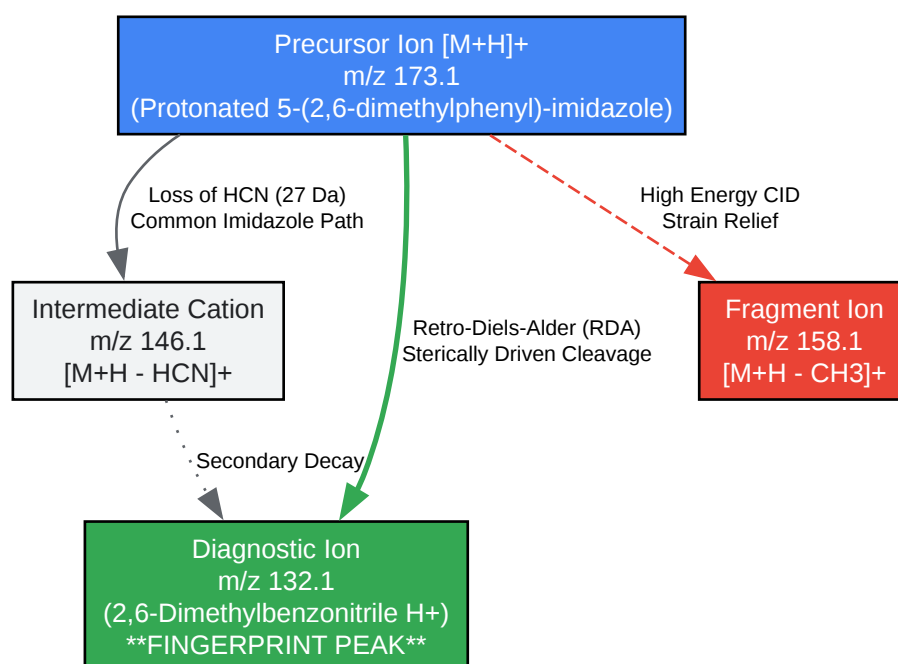 Precursor Ion [M+H]+
m/z 173.1
(Protonated 5-(2,6-dimethylphenyl)-imidazole)
Loss of HCN (27 Da)
Common Imidazole Path
High Energy CID
Strain Relief
Retro-Diels-Alder (RDA)
Sterically Driven Cleavage
Intermediate Cation
m/z 146.1
[M+H - HCN]+
Fragment Ion
m/z 158.1
[M+H - CH3]+
Secondary Decay
Diagnostic Ion
m/z 132.1
(2,6-Dimethylbenzonitrile H+)
**FINGERPRINT PEAK**